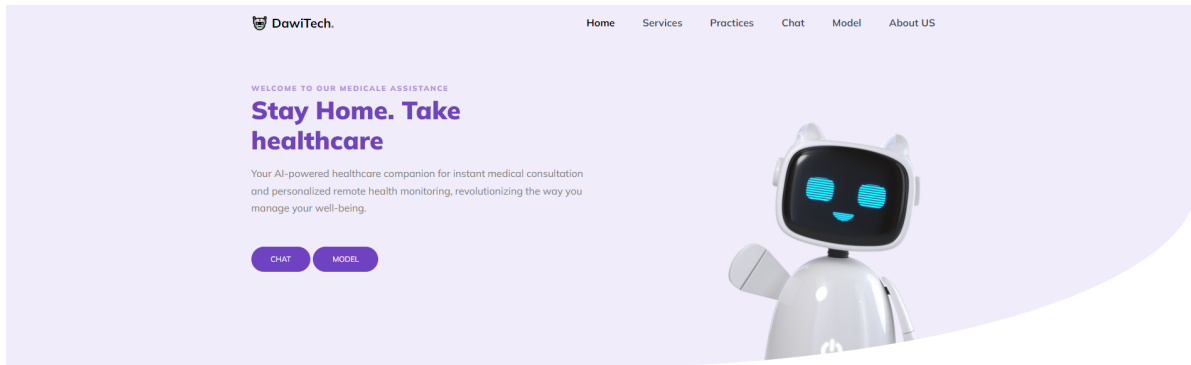 DawiTech.
Home Services Practices Chat Model About US
WELCOME TO OUR MEDICALE ASSISTANCE
Stay Home. Take
healthcare
Your AI-powered healthcare companion for instant medical consultation
and personalized remote health monitoring, revolutionizing the way you
manage your well-being.
CHAT MODEL